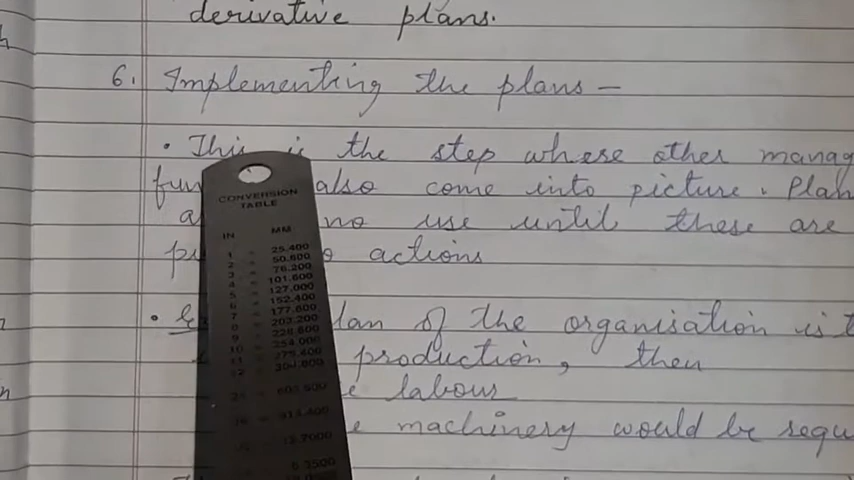 derivative plans.
6. Implementing the plans –
• This is the step where other manag
fun also come into picture. Plan
no use until these are
actions
lan of the organisation is t
production, then
e labour
e machinery would be requ
CONVERSION
TABLE
IN MM
1 = 25.400
2 = 50.800
3 = 76.200
4 = 101.600
5 = 127.000
6 = 152.400
7 = 177.800
8 = 203.200
9 = 228.600
10 = 254.000
11 = 279.400
12 = 304.800